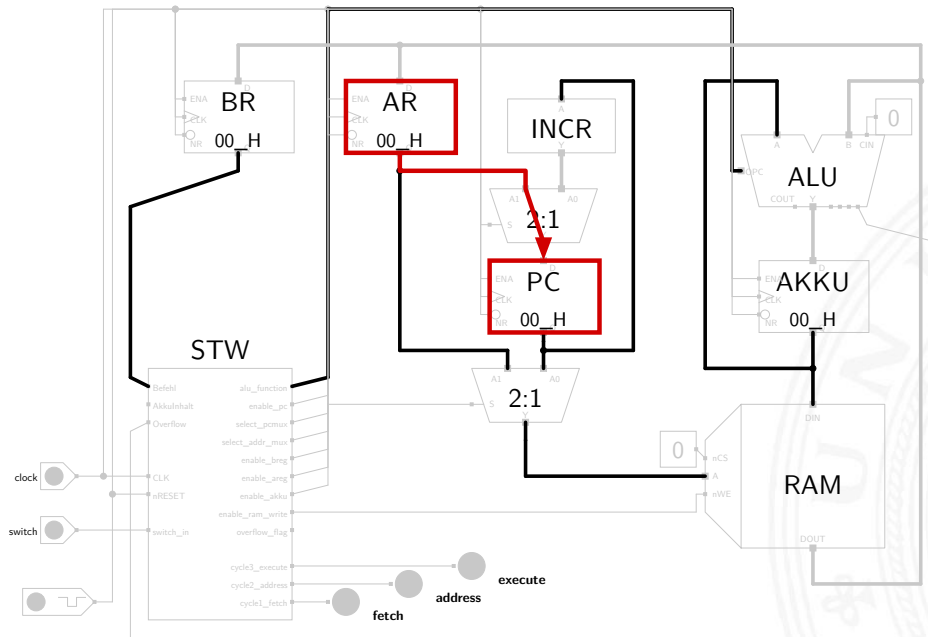 D
D
ENA
CLK
NR
BR
00_H
ENA
CLK
NR
AR
00_H
A
INCR
Y
A
B
CIN
0
OPC
ALU
COUT
Y
A1
A0
S
2:1
D
ENA
CLK
NR
PC
00_H
D
ENA
CLK
NR
AKKU
00_H
STW
Befehl
AkkuInhalt
Overflow
CLK
nRESET
switch_in
alu_function
enable_pc
select_pcmux
select_addr_mux
enable_breg
enable_areg
enable_akku
enable_ram_write
overflow_flag
cycle3_execute
cycle2_address
cycle1_fetch
A1
A0
S
2:1
Y
0
nCS
A
nWE
DIN
RAM
DOUT
clock
switch
execute
address
fetch